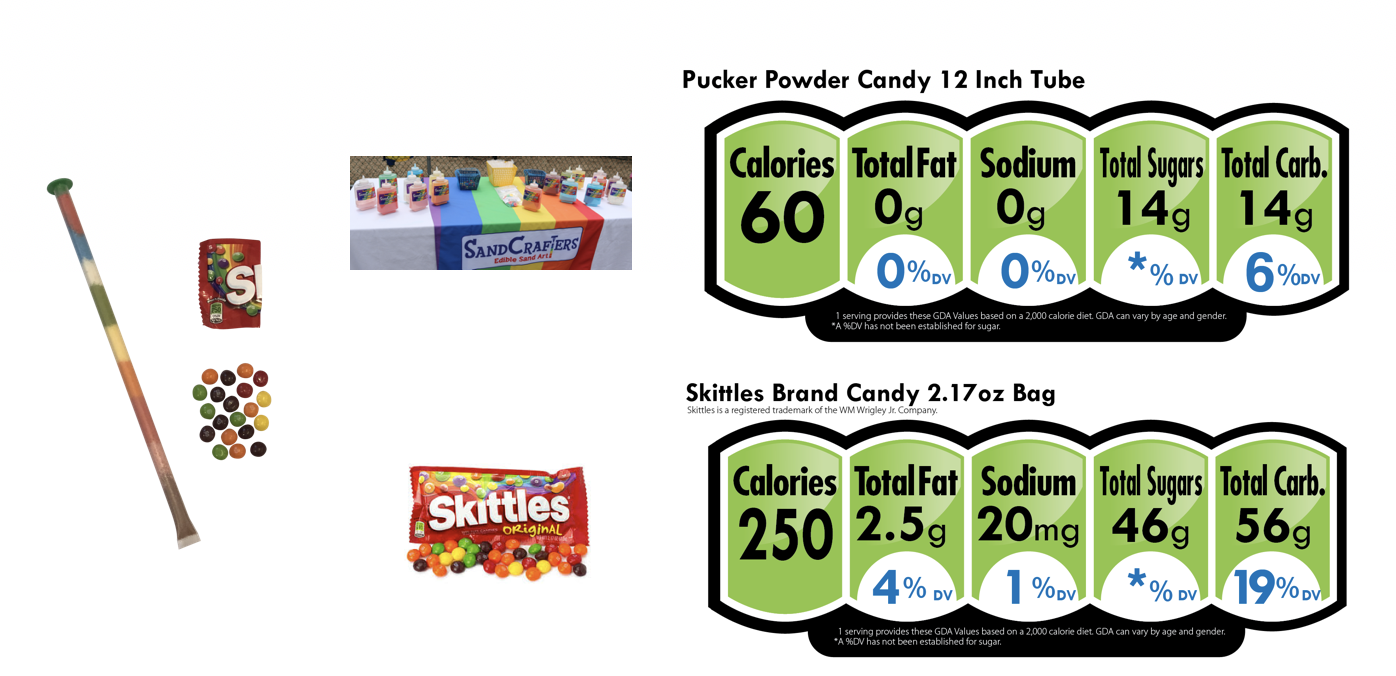 SANDCRAFTERS
Edible Sand Art
Sk
Skittles
ORiginAL
Pucker Powder Candy 12 Inch Tube
Calories Total Fat Sodium Total Sugars Total Carb.
60 0g 0g 14g 14g
0%DV 0%DV *% DV 6%DV
1 serving provides these GDA Values based on a 2,000 calorie diet. GDA can vary by age and gender.
*A %DV has not been established for sugar.
Skittles Brand Candy 2.17oz Bag
Skittles is a registered trademark of the WM Wrigley Jr. Company.
Calories Total Fat Sodium Total Sugars Total Carb.
250 2.5g 20mg 46g 56g
4% DV 1%DV *% DV 19%DV
1 serving provides these GDA Values based on a 2,000 calorie diet. GDA can vary by age and gender.
*A %DV has not been established for sugar.